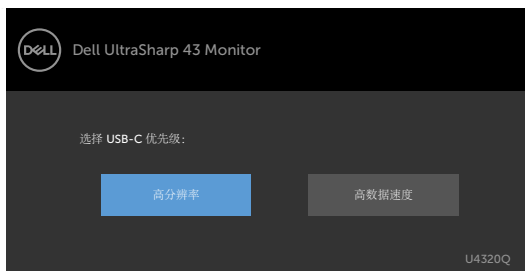 DELL Dell UltraSharp 43 Monitor
选择 USB-C 优先级：
高分辨率 高数据速度
U4320Q